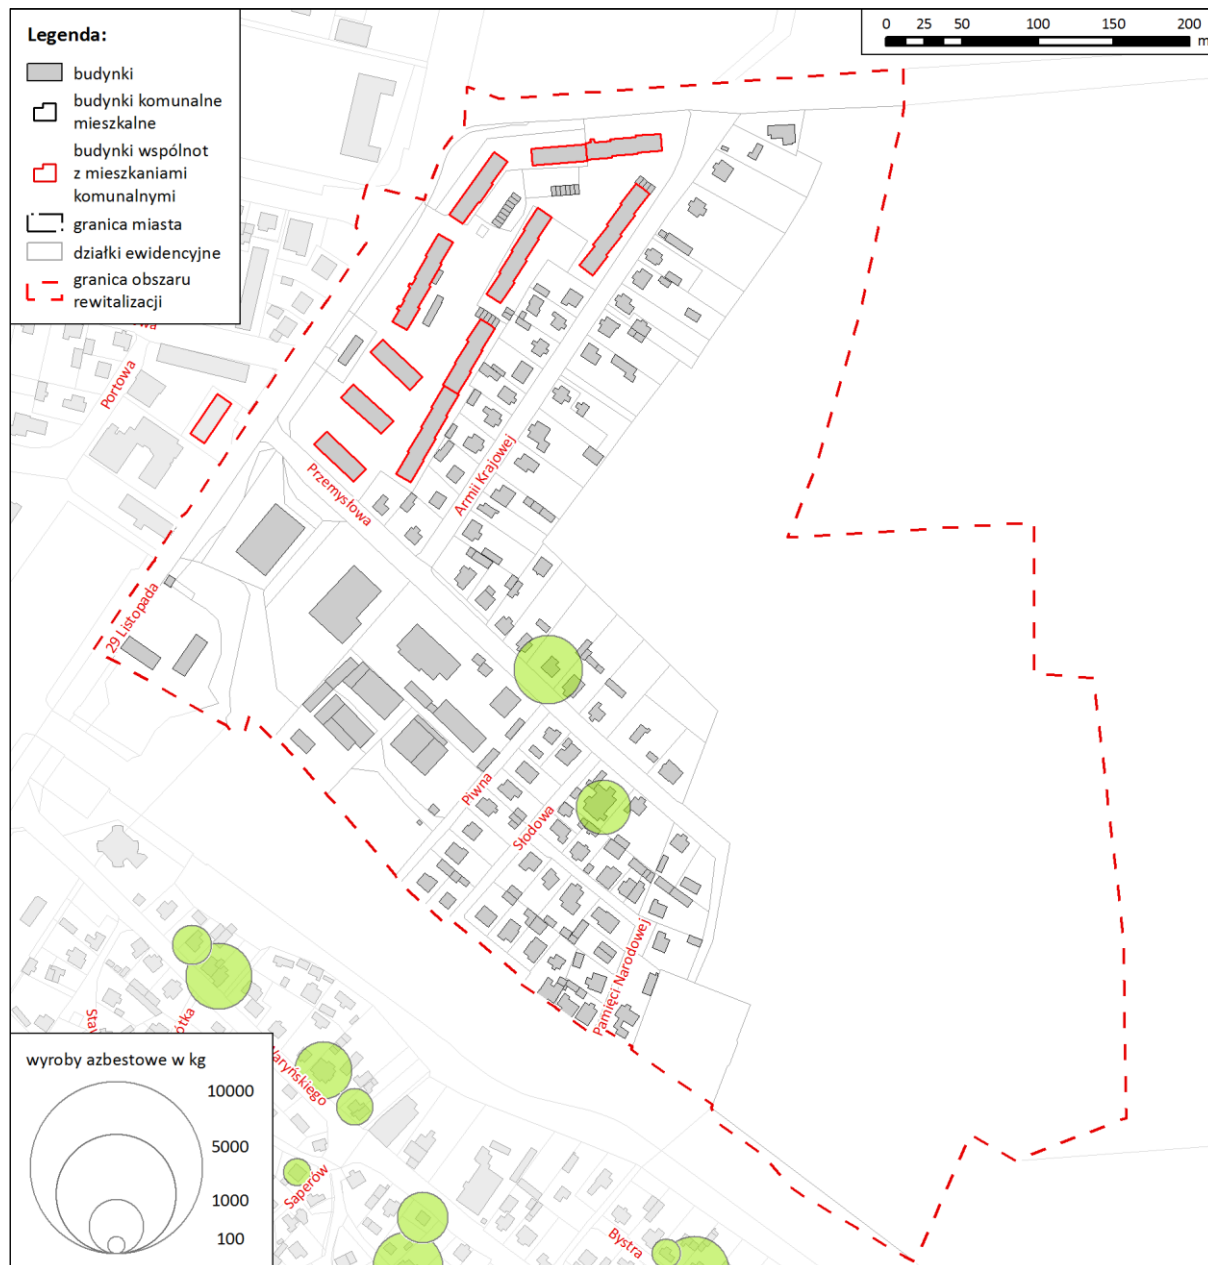 Legenda:
budynki
budynki komunalne
mieszkalne
budynki wspólnot
z mieszkaniami
komunalnymi
granica miasta
działki ewidencyjne
granica obszaru
rewitalizacji
0 25 50 100 150 200
m
Portowa
Przemysłowa
Armii Krajowej
29 Listopada
Piwna
Słodowa
Pamięci Narodowej
Saperów
Bystra
wyroby azbestowe w kg
10000
5000
1000
100